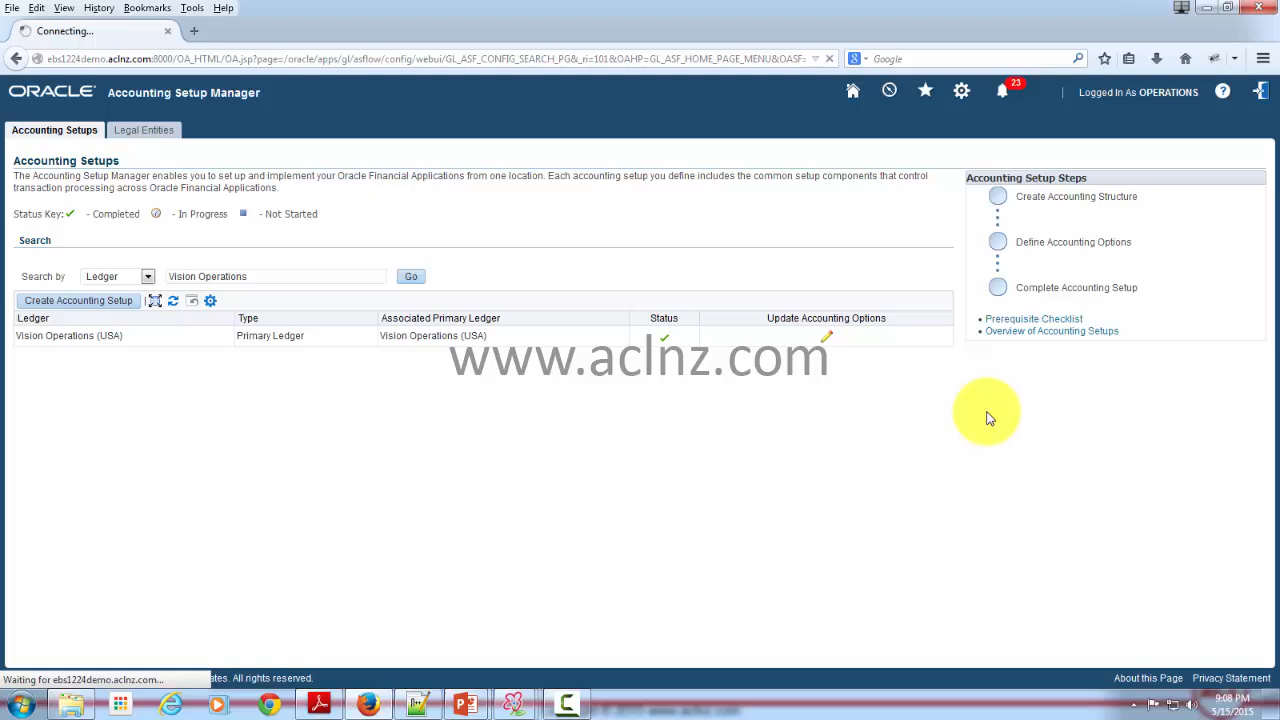 File Edit View History Bookmarks Tools Help
Connecting...
ebs1224demo.aclnz.com:8000/OA_HTML/OA.jsp?page=/oracle/apps/gl/asflow/config/webui/GL_ASF_CONFIG_SEARCH_PG&_ri=101&OAHP=GL_ASF_HOME_PAGE_MENU&OASF=
Google
ORACLE Accounting Setup Manager
23
Logged In As OPERATIONS
Accounting Setups Legal Entities
Accounting Setups
The Accounting Setup Manager enables you to set up and implement your Oracle Financial Applications from one location. Each accounting setup you define includes the common setup components that control
transaction processing across Oracle Financial Applications.
Status Key: - Completed - In Progress - Not Started
Search
Search by Ledger Vision Operations Go
Create Accounting Setup
Ledger Type Associated Primary Ledger Status Update Accounting Options
Vision Operations (USA) Primary Ledger Vision Operations (USA)
Accounting Setup Steps
Create Accounting Structure
Define Accounting Options
Complete Accounting Setup
Prerequisite Checklist
Overview of Accounting Setups
www.aclnz.com
Waiting for ebs1224demo.aclnz.com...
ates. All rights reserved.
About this Page Privacy Statement
9:08 PM
5/15/2015